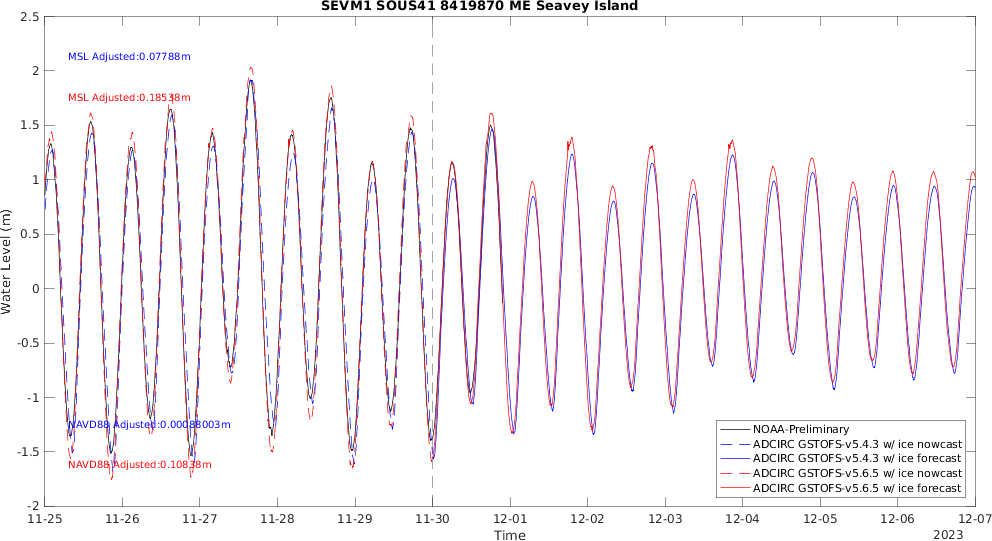 SEVM1 SOUS41 8419870 ME Seavey Island
2.5
2
1.5
1
0.5
0
-0.5
-1
-1.5
-2
Water Level (m)
MSL Adjusted:0.07788m
MSL Adjusted:0.18538m
NAVD88 Adjusted:0.00088003m
NAVD88 Adjusted:0.10838m
NOAA-Preliminary
ADCIRC GSTOFS-v5.4.3 w/ ice nowcast
ADCIRC GSTOFS-v5.4.3 w/ ice forecast
ADCIRC GSTOFS-v5.6.5 w/ ice nowcast
ADCIRC GSTOFS-v5.6.5 w/ ice forecast
11-25 11-26 11-27 11-28 11-29 11-30 12-01 12-02 12-03 12-04 12-05 12-06 12-07
Time
2023